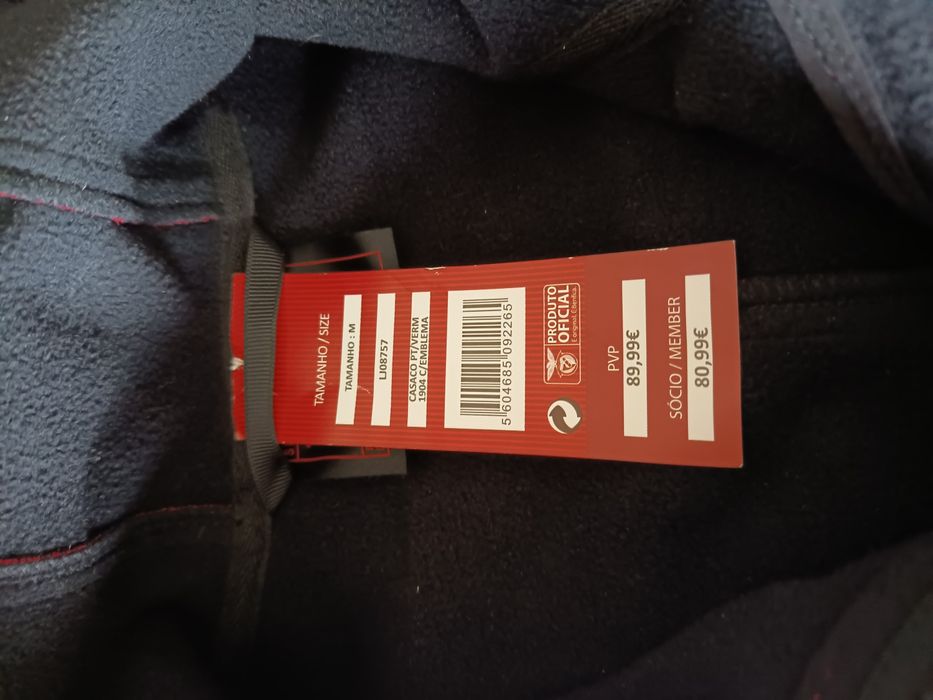 TAMANHO / SIZE
TAMANHO : M
LJ08757
CASACO PT/VERM
1904 C/EMBLEMA
5 604685 092265
PRODUTO
OFICIAL
PVP
89,99€
SÓCIO / MEMBER
80,99€